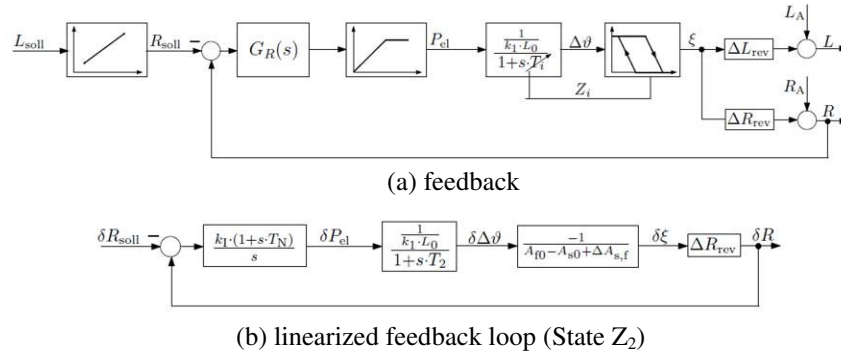 L_A
L_soll R_soll − G_R(s) P_el 1/(k_1·L_0) / (1+s·T_i) Δϑ ξ ΔL_rev L
Z_i
R_A
ΔR_rev R
(a) feedback
δR_soll − k_I·(1+s·T_N)/s δP_el 1/(k_1·L_0) / (1+s·T_2) δΔϑ −1/(A_f0−A_s0+ΔA_s,f) δξ ΔR_rev δR
(b) linearized feedback loop (State Z_2)